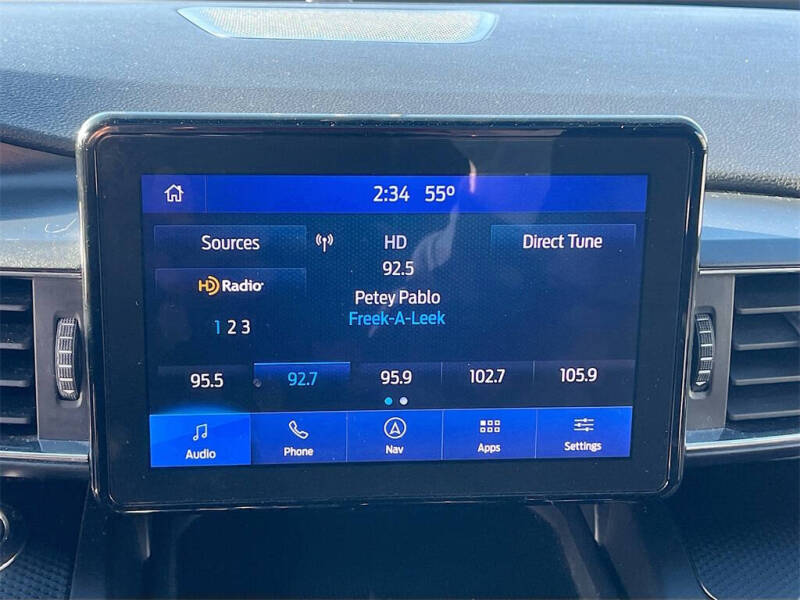 2:34 55º
Sources
HD
Direct Tune
92.5
HD Radio
Petey Pablo
Freek-A-Leek
1 2 3
95.5 92.7 95.9 102.7 105.9
Audio Phone Nav Apps Settings